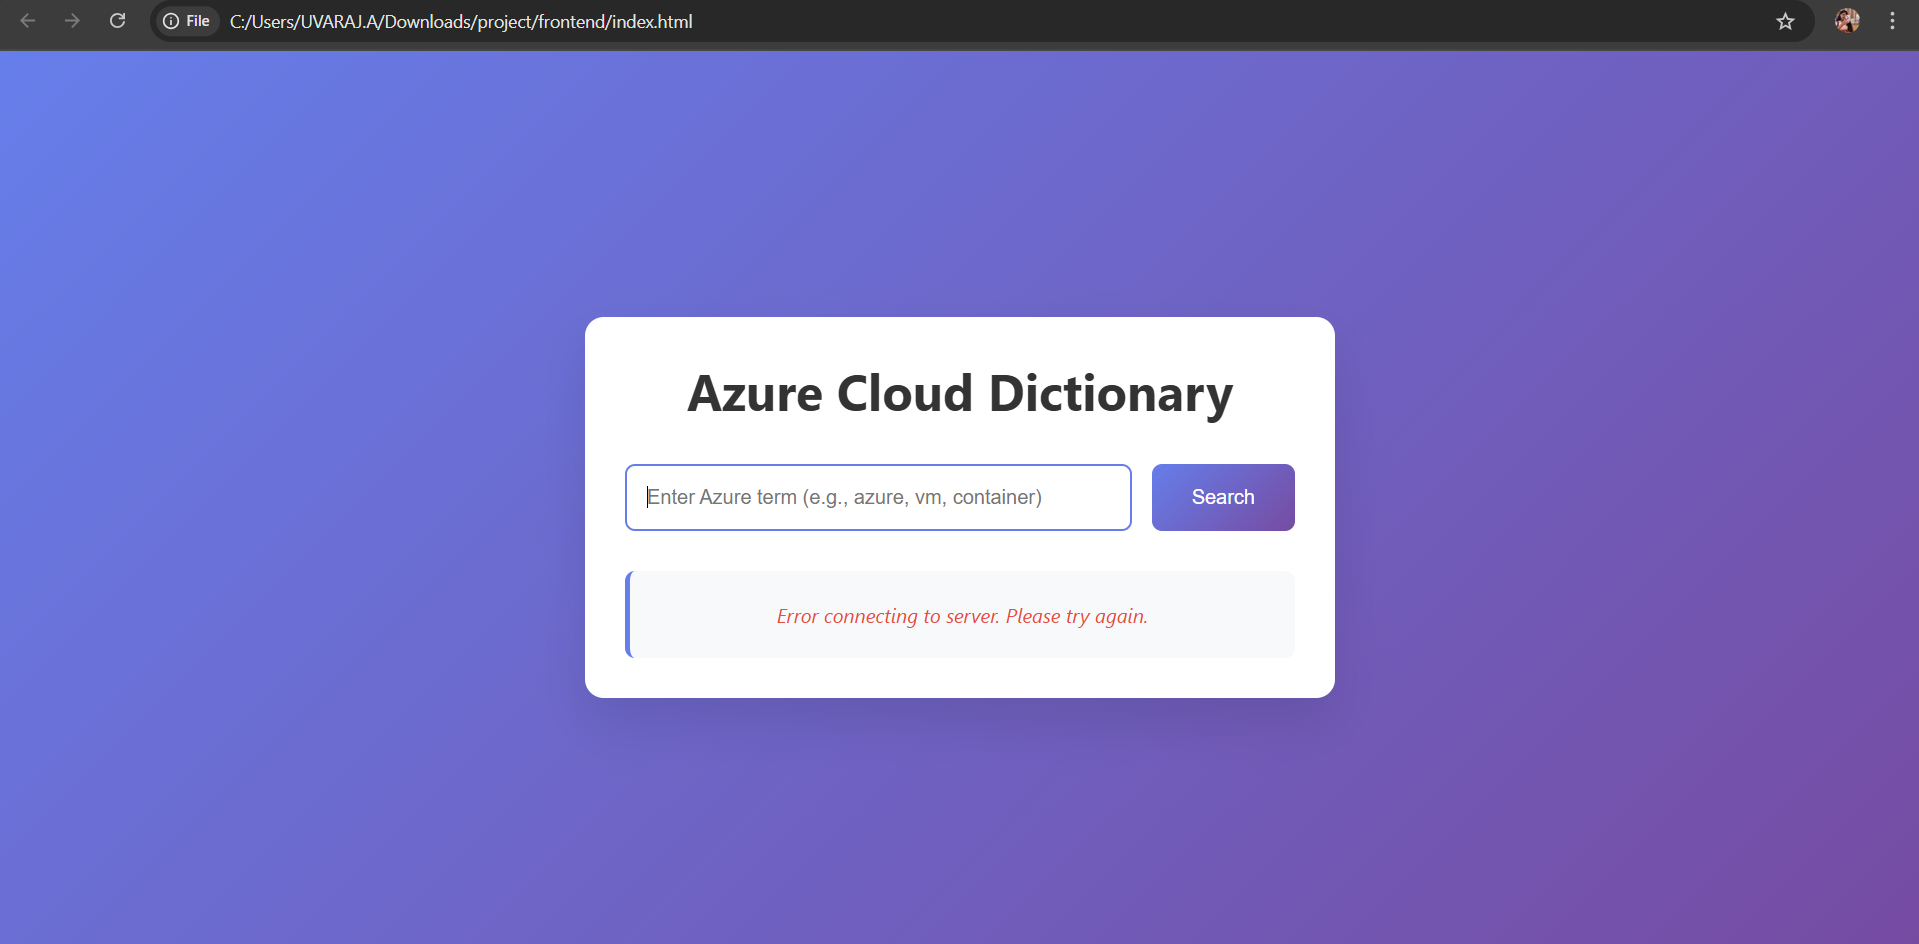 File C:/Users/UVARAJ.A/Downloads/project/frontend/index.html
Azure Cloud Dictionary
Enter Azure term (e.g., azure, vm, container) Search
Error connecting to server. Please try again.